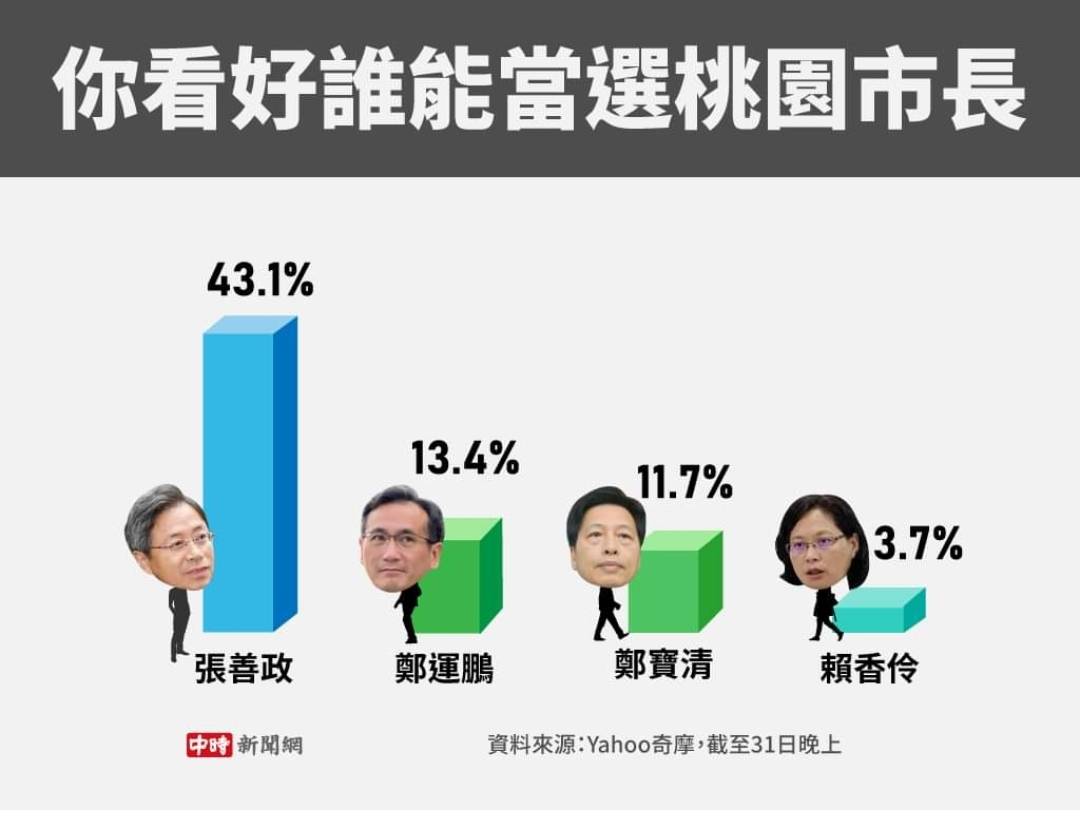 你看好誰能當選桃園市長
43.1%
13.4%
11.7%
3.7%
張善政
鄭運鵬
鄭寶清
賴香伶
中時新聞網
資料來源：Yahoo奇摩，截至31日晚上